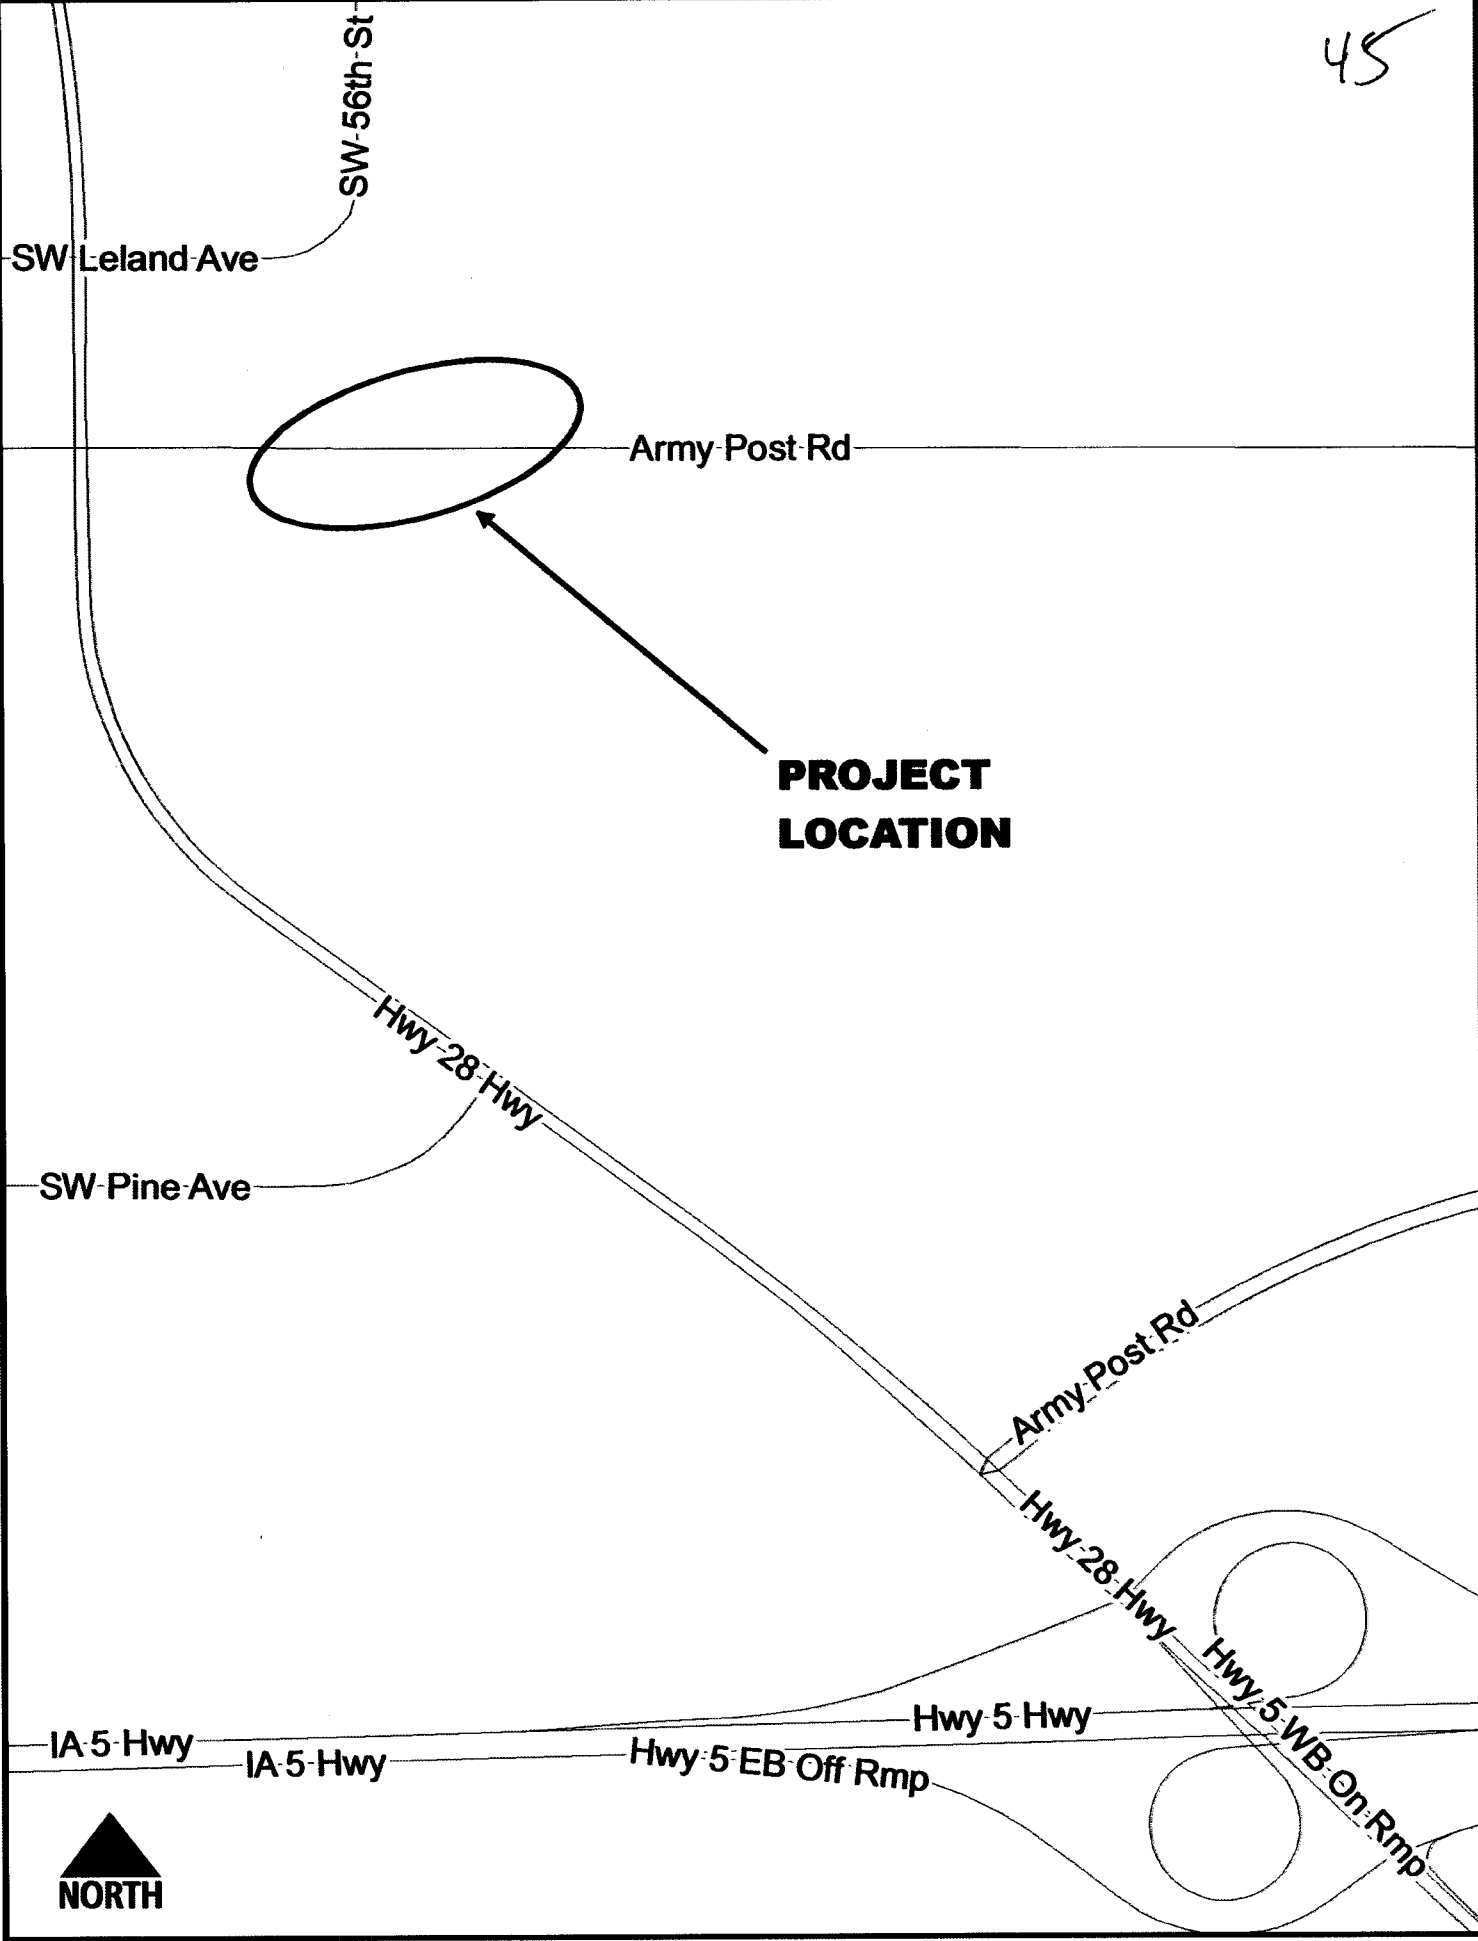 45
SW 56th St
SW Leland Ave
Army Post Rd
PROJECT
LOCATION
Hwy 28 Hwy
SW Pine Ave
Army Post Rd
Hwy 28 Hwy
Hwy 5 WB On Rmp
Hwy 5 Hwy
IA 5 Hwy
IA 5 Hwy
Hwy 5 EB Off Rmp
NORTH